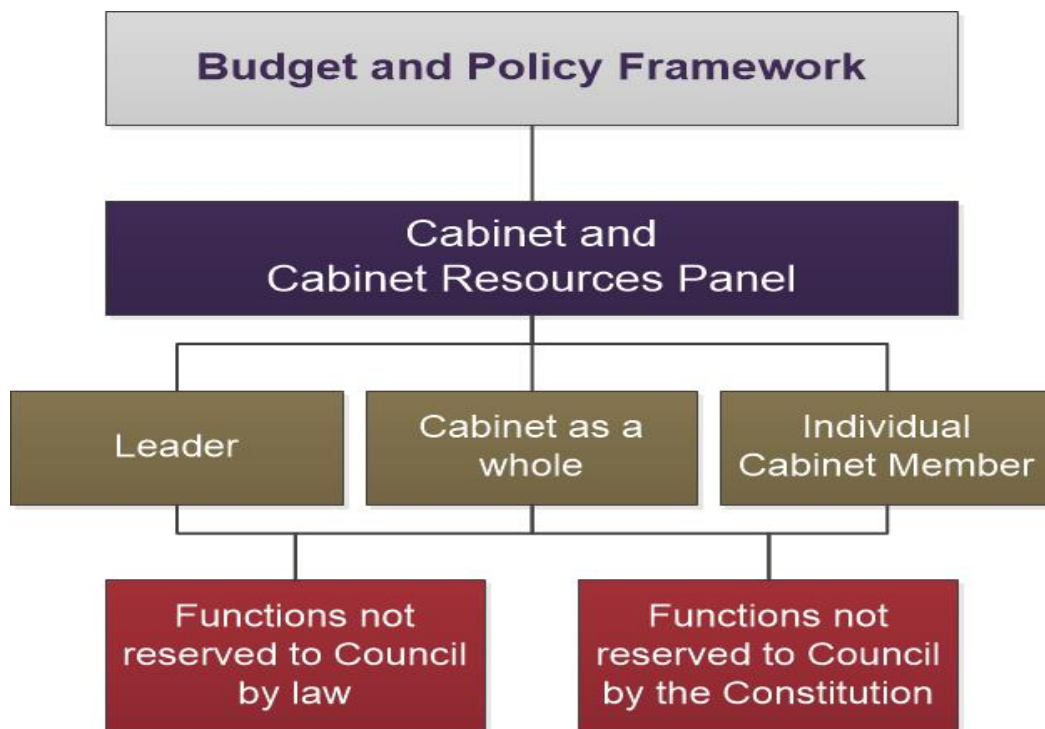 Budget and Policy Framework
Cabinet and
Cabinet Resources Panel
Leader
Cabinet as a
whole
Individual
Cabinet Member
Functions not
reserved to Council
by law
Functions not
reserved to Council
by the Constitution